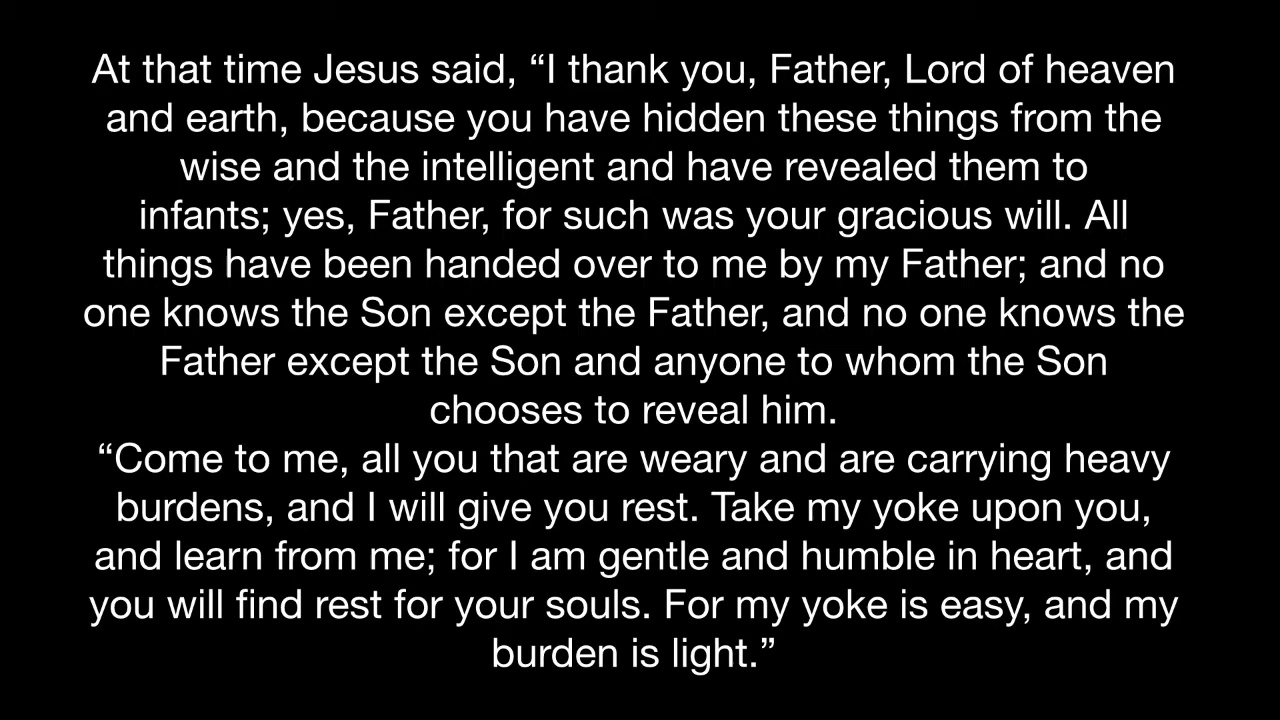 At that time Jesus said, “I thank you, Father, Lord of heaven
and earth, because you have hidden these things from the
wise and the intelligent and have revealed them to
infants; yes, Father, for such was your gracious will. All
things have been handed over to me by my Father; and no
one knows the Son except the Father, and no one knows the
Father except the Son and anyone to whom the Son
chooses to reveal him.
“Come to me, all you that are weary and are carrying heavy
burdens, and I will give you rest. Take my yoke upon you,
and learn from me; for I am gentle and humble in heart, and
you will find rest for your souls. For my yoke is easy, and my
burden is light.”